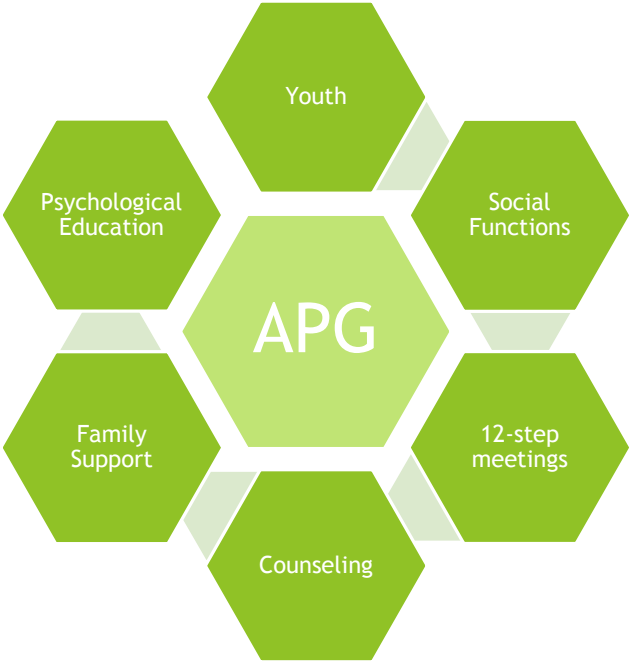 Youth
Social
Functions
12-step
meetings
Counseling
Family
Support
Psychological
Education
APG